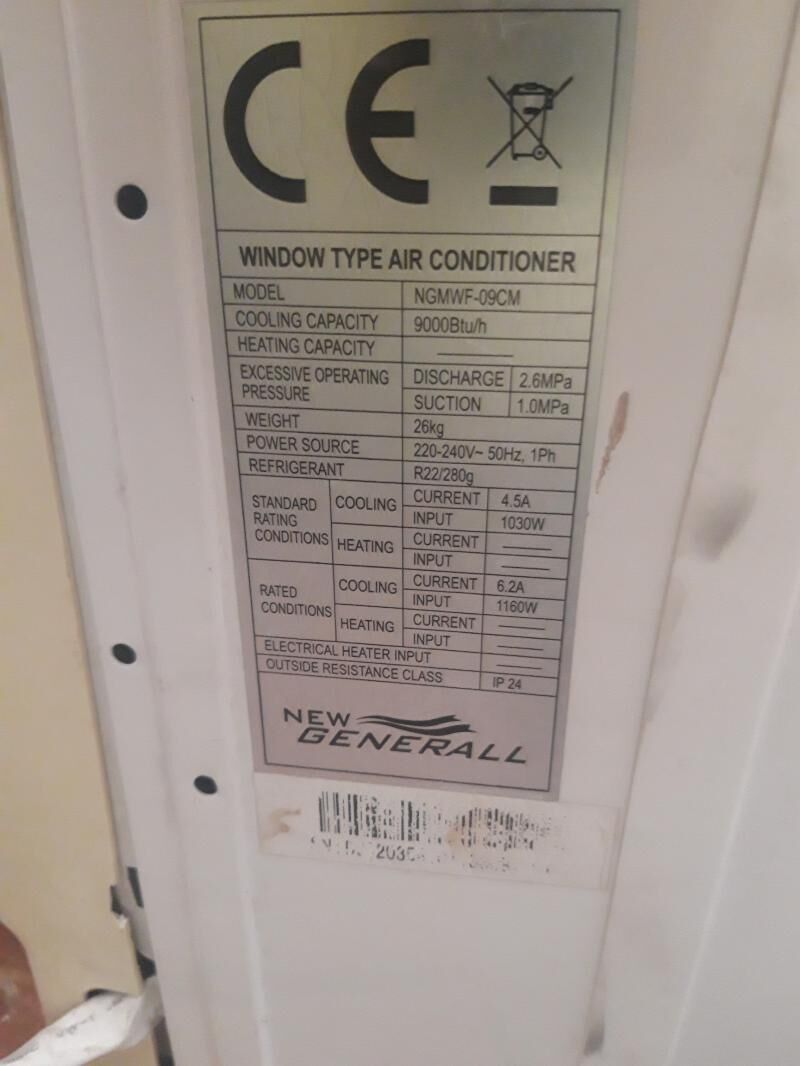 CE
WINDOW TYPE AIR CONDITIONER
MODEL NGMWF-09CM
COOLING CAPACITY 9000Btu/h
HEATING CAPACITY
EXCESSIVE OPERATING PRESSURE DISCHARGE 2.6MPa
SUCTION 1.0MPa
WEIGHT 26kg
POWER SOURCE 220-240V~ 50Hz, 1Ph
REFRIGERANT R22/280g
STANDARD RATING CONDITIONS COOLING CURRENT 4.5A
INPUT 1030W
HEATING CURRENT
INPUT
RATED CONDITIONS COOLING CURRENT 6.2A
INPUT 1160W
HEATING CURRENT
INPUT
ELECTRICAL HEATER INPUT
OUTSIDE RESISTANCE CLASS IP 24
NEW
GENERALL